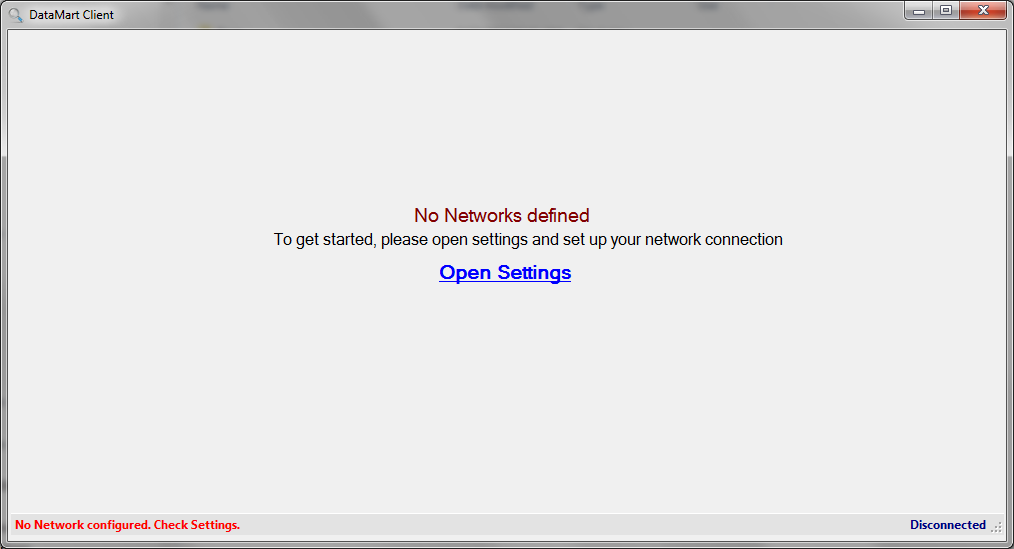 DataMart Client
No Networks defined
To get started, please open settings and set up your network connection
Open Settings
No Network configured. Check Settings.
Disconnected